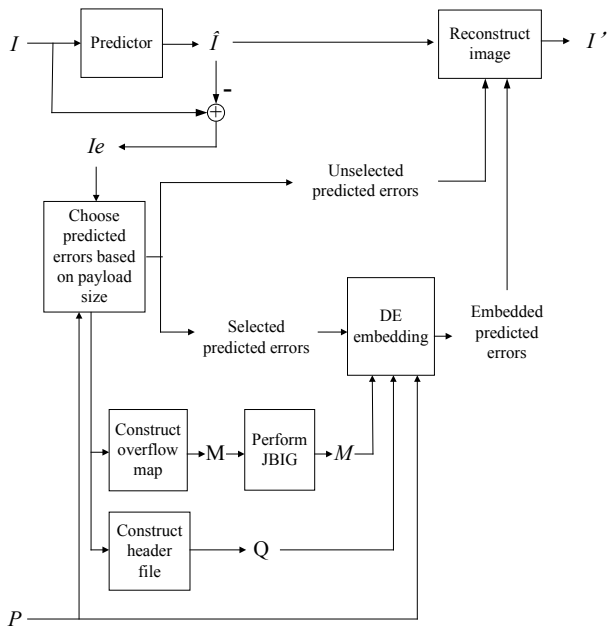 I
Predictor
Î
Reconstruct
image
I’
-
+
Ie
Unselected
predicted errors
Choose
predicted
errors based
on payload
size
DE
embedding
Embedded
predicted
errors
Selected
predicted errors
Construct
overflow
map
M
Perform
JBIG
M
Construct
header
file
Q
P